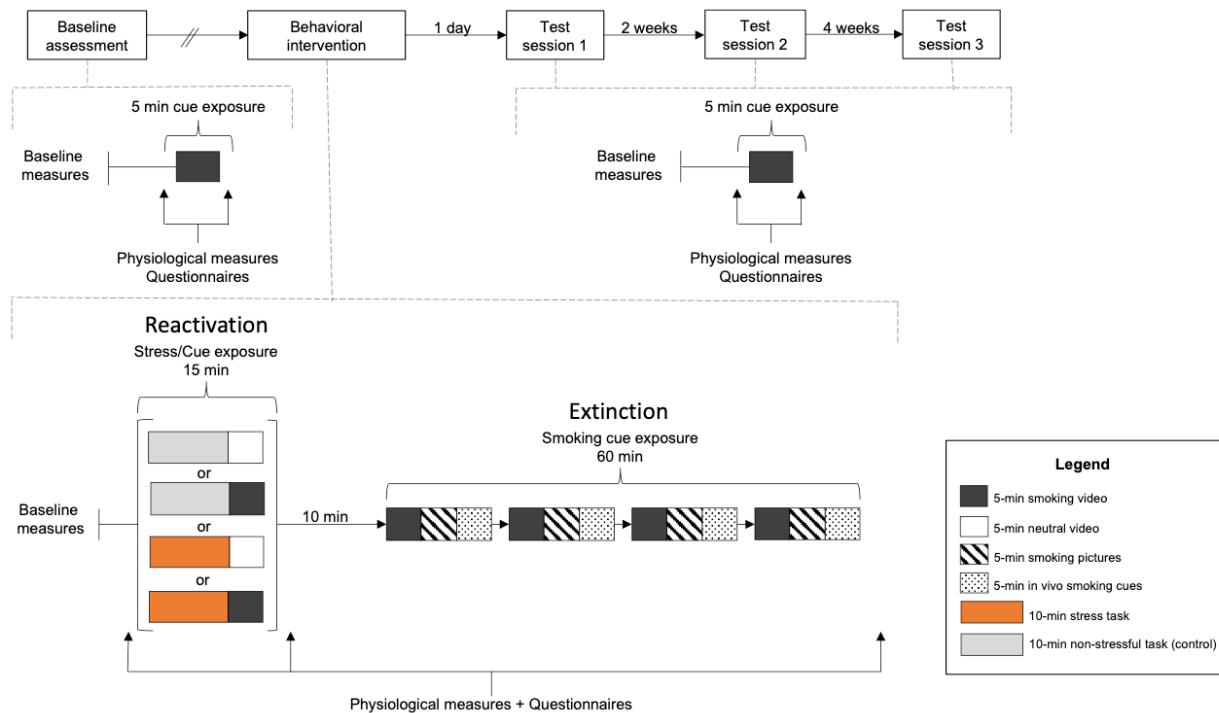 Baseline
assessment
Behavioral
intervention
1 day
Test
session 1
2 weeks
Test
session 2
4 weeks
Test
session 3
5 min cue exposure
Baseline
measures
Physiological measures
Questionnaires
5 min cue exposure
Baseline
measures
Physiological measures
Questionnaires
Reactivation
Stress/Cue exposure
15 min
Baseline
measures
or
or
or
10 min
Extinction
Smoking cue exposure
60 min
Physiological measures + Questionnaires
Legend
5-min smoking video
5-min neutral video
5-min smoking pictures
5-min in vivo smoking cues
10-min stress task
10-min non-stressful task (control)